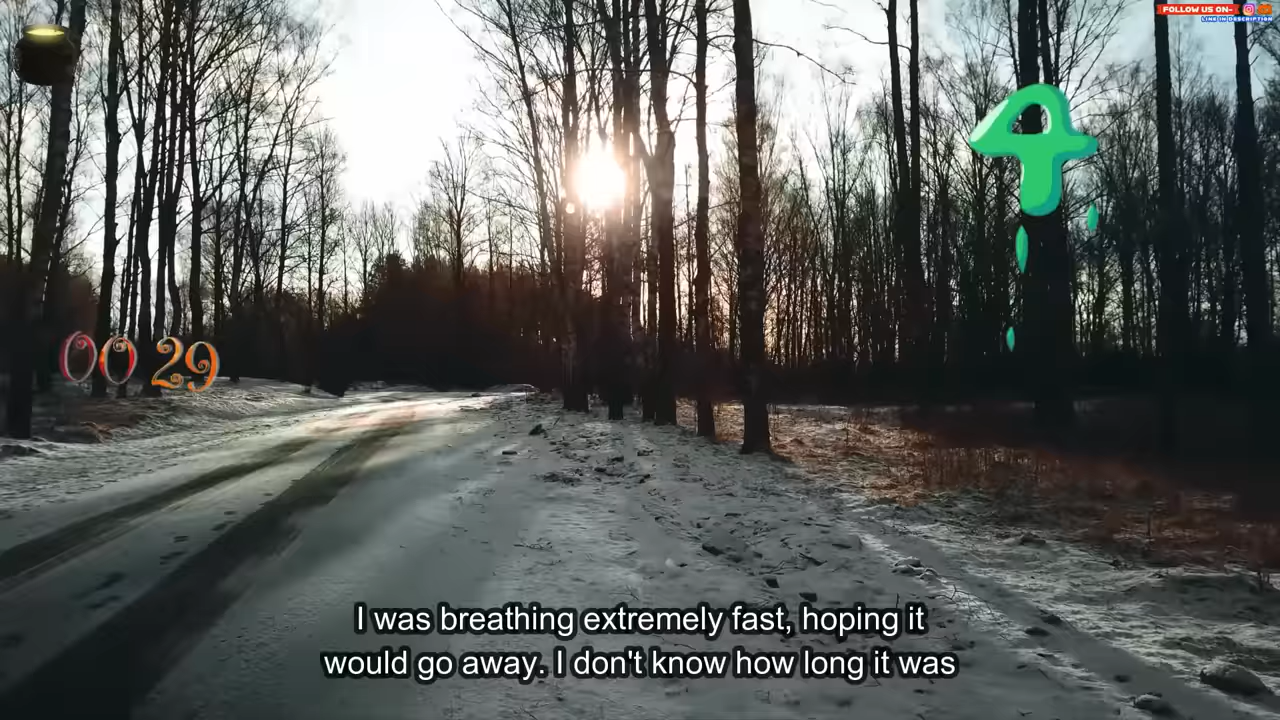 FOLLOW US ON-
LINK IN DISCRIPTION
4
00 29
I was breathing extremely fast, hoping it
would go away. I don't know how long it was